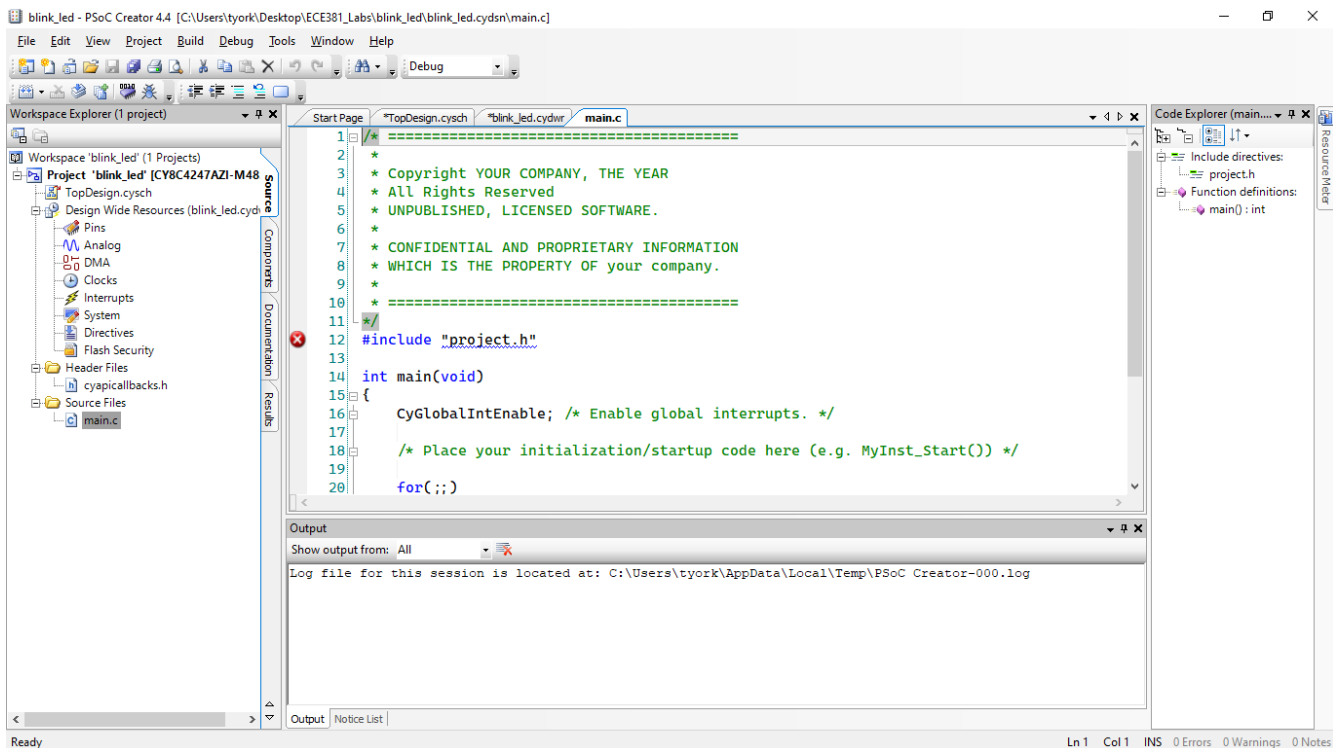 blink_led - PSoC Creator 4.4 [C:\Users\tyork\Desktop\ECE381_Labs\blink_led\blink_led.cydsn\main.c]
File Edit View Project Build Debug Tools Window Help
Debug
Workspace Explorer (1 project)
Workspace 'blink_led' (1 Projects)
Project 'blink_led' [CY8C4247AZI-M48
TopDesign.cysch
Design Wide Resources (blink_led.cydv
Pins
Analog
DMA
Clocks
Interrupts
System
Directives
Flash Security
Header Files
cyapicallbacks.h
Source Files
main.c
Source
Components
Documentation
Results
Start Page *TopDesign.cysch *blink_led.cydwr main.c
1 /* ========================================
2 *
3 * Copyright YOUR COMPANY, THE YEAR
4 * All Rights Reserved
5 * UNPUBLISHED, LICENSED SOFTWARE.
6 *
7 * CONFIDENTIAL AND PROPRIETARY INFORMATION
8 * WHICH IS THE PROPERTY OF your company.
9 *
10 * ========================================
11 */
12 #include "project.h"
13
14 int main(void)
15 {
16 CyGlobalIntEnable; /* Enable global interrupts. */
17
18 /* Place your initialization/startup code here (e.g. MyInst_Start()) */
19
20 for(;;)
Output
Show output from: All
Log file for this session is located at: C:\Users\tyork\AppData\Local\Temp\PSoC Creator-000.log
Output Notice List
Code Explorer (main....
Include directives:
project.h
Function definitions:
main() : int
Resource Meter
Ready
Ln 1 Col 1 INS 0 Errors 0 Warnings 0 Notes